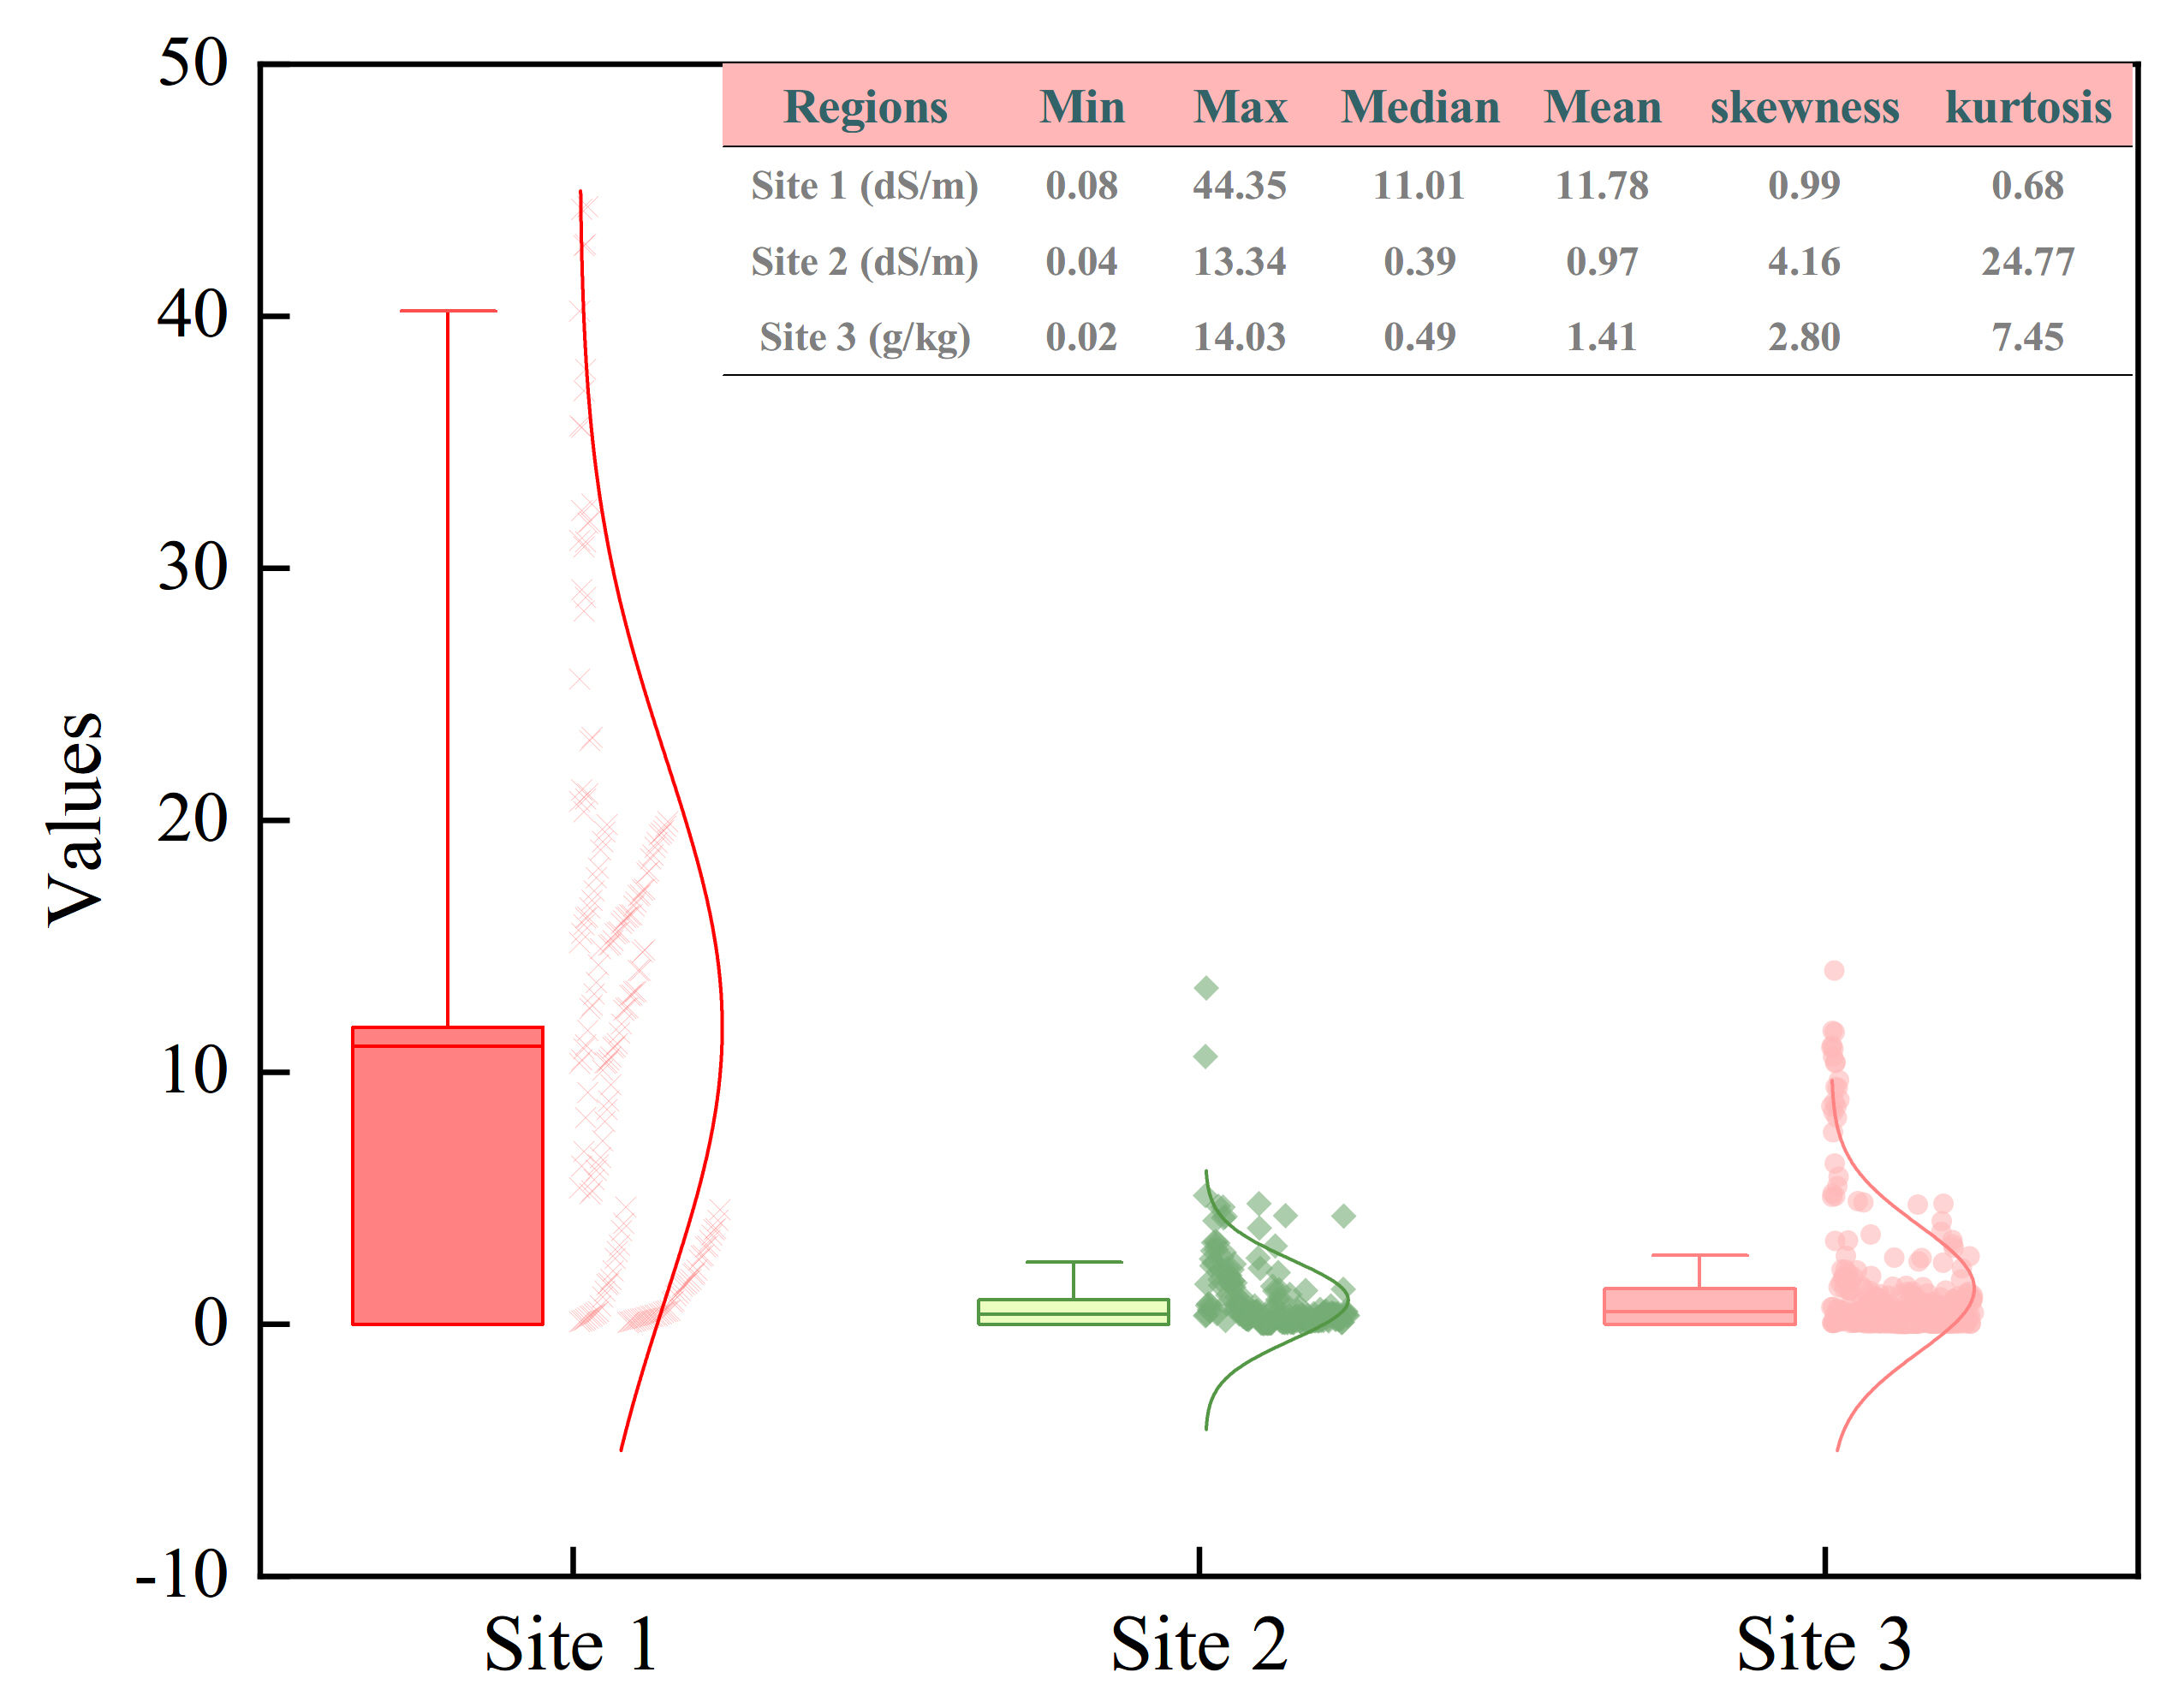 50
40
30
20
10
0
-10
Values
Regions Min Max Median Mean skewness kurtosis
Site 1 (dS/m) 0.08 44.35 11.01 11.78 0.99 0.68
Site 2 (dS/m) 0.04 13.34 0.39 0.97 4.16 24.77
Site 3 (g/kg) 0.02 14.03 0.49 1.41 2.80 7.45
Site 1 Site 2 Site 3